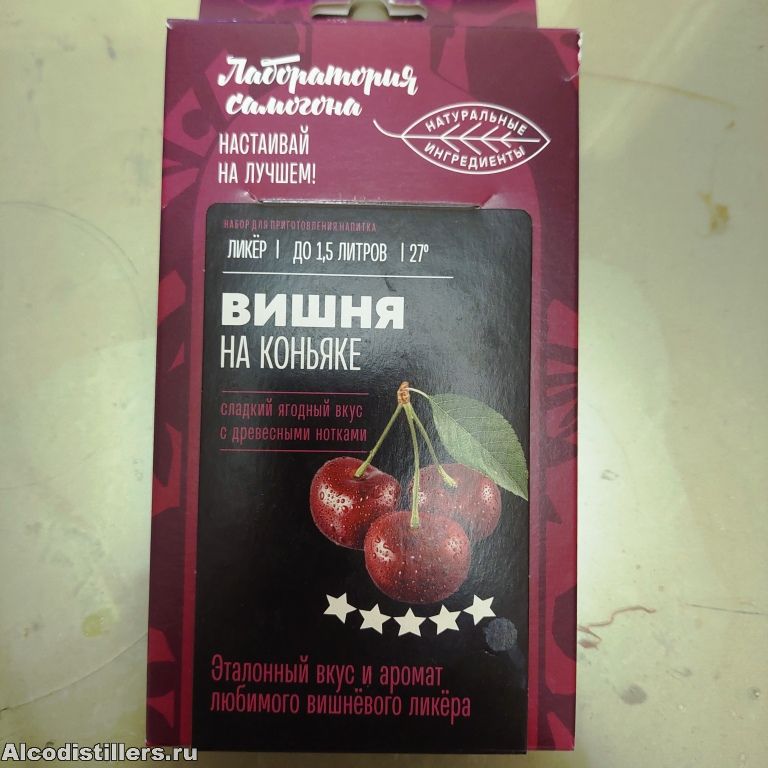 Лаборатория
самогона
НАСТАИВАЙ
НА ЛУЧШЕМ!
НАТУРАЛЬНЫЕ
ИНГРЕДИЕНТЫ
НАБОР ДЛЯ ПРИГОТОВЛЕНИЯ НАПИТКА
ЛИКЁР | ДО 1,5 ЛИТРОВ | 27°
ВИШНЯ
НА КОНЬЯКЕ
СЛАДКИЙ ЯГОДНЫЙ ВКУС
С ДРЕВЕСНЫМИ НОТКАМИ
Эталонный вкус и аромат
любимого вишнёвого ликёра
Alcodistillers.ru